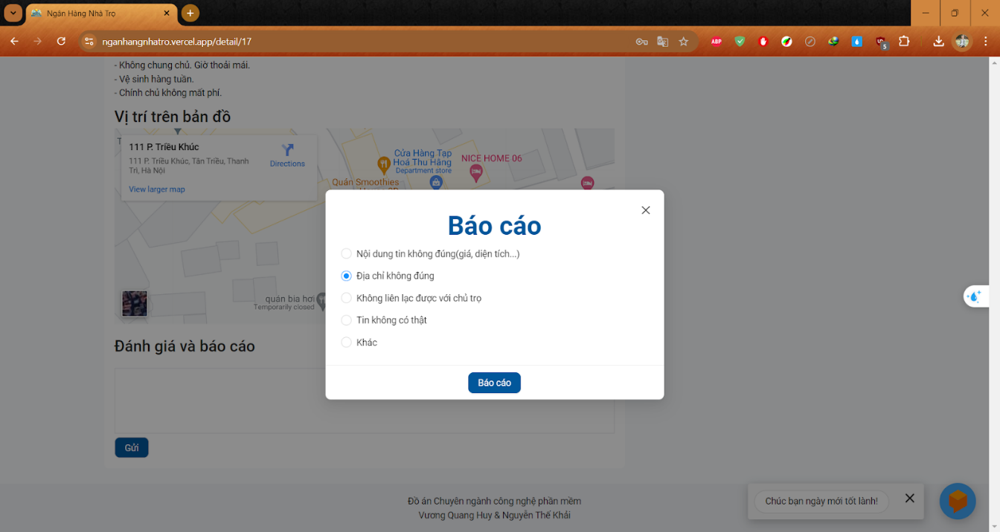 Ngân Hàng Nhà Trọ
nganhangnhatro.vercel.app/detail/17
ABP
5
- Không chung chủ. Giờ thoải mái.
- Vệ sinh hàng tuần.
- Chính chủ không mất phí.
Vị trí trên bản đồ
111 P. Triều Khúc
111 P. Triều Khúc, Tân Triều, Thanh
Trì, Hà Nội
Directions
View larger map
Cửa Hàng Tạp
Hoá Thu Hằng
Department store
NICE HOME 06
Quán Smoothies
quán bia hơi
Temporarily closed
Báo cáo
Nội dung tin không đúng(giá, diện tích...)
Địa chỉ không đúng
Không liên lạc được với chủ trọ
Tin không có thật
Khác
Báo cáo
Đánh giá và báo cáo
Gửi
Đồ án Chuyên ngành công nghệ phần mềm
Vương Quang Huy & Nguyễn Thế Khải
Chúc bạn ngày mới tốt lành!